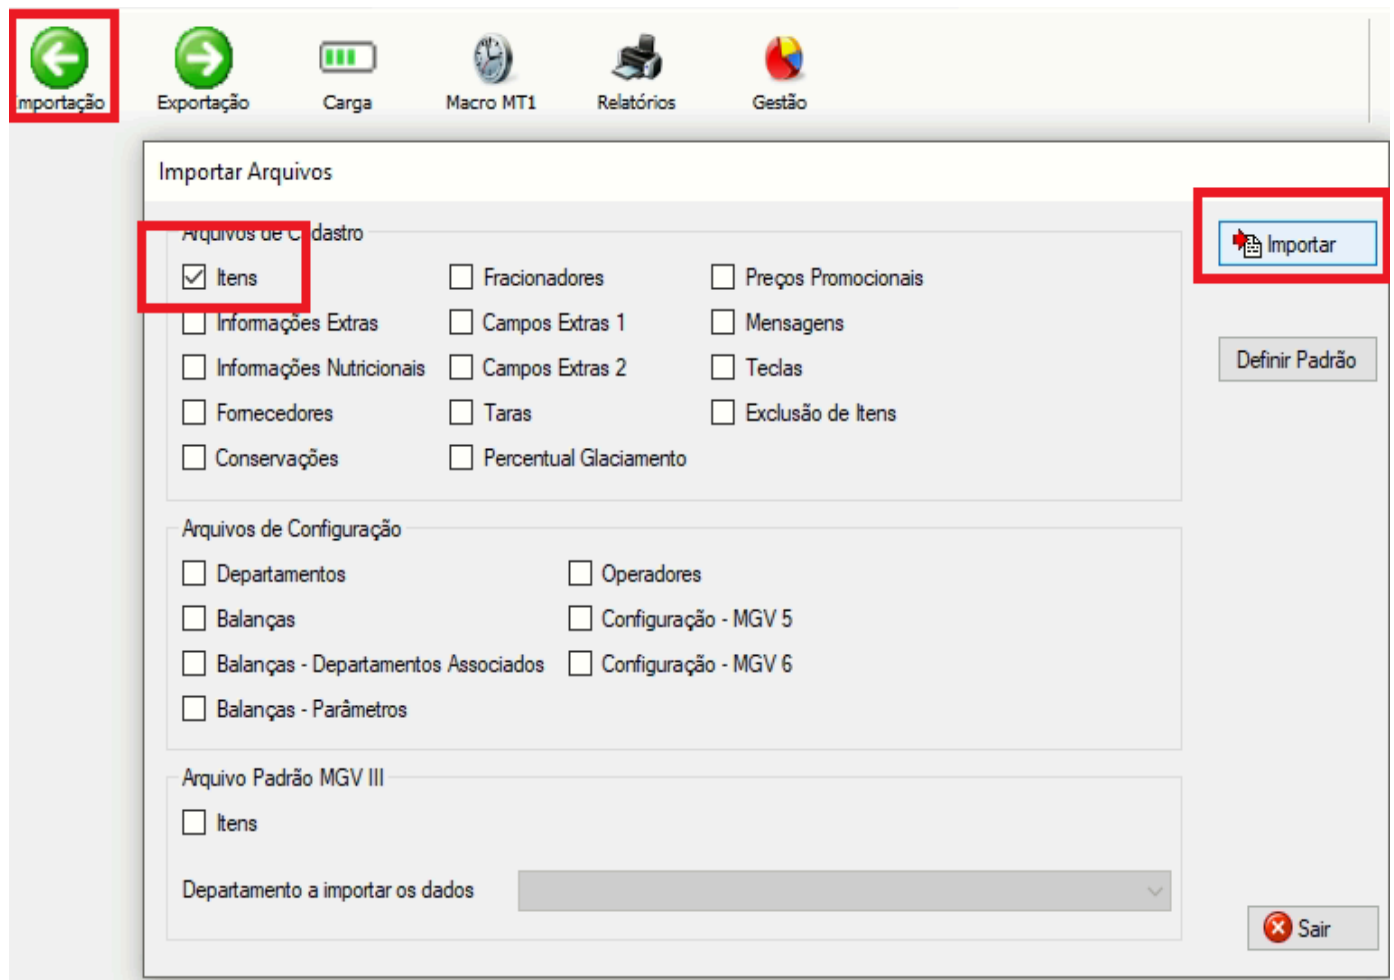 Importação Exportação Carga Macro MT1 Relatórios Gestão
Importar Arquivos
Arquivos de Cadastro
Importar
Itens Fracionadores Preços Promocionais
Informações Extras Campos Extras 1 Mensagens
Informações Nutricionais Campos Extras 2 Teclas
Definir Padrão
Fornecedores Taras Exclusão de Itens
Conservações Percentual Glaciamento
Arquivos de Configuração
Departamentos Operadores
Balanças Configuração - MGV 5
Balanças - Departamentos Associados Configuração - MGV 6
Balanças - Parâmetros
Arquivo Padrão MGV III
Itens
Departamento a importar os dados
Sair